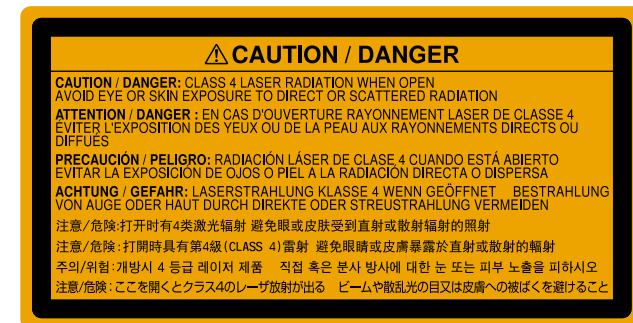 ⚠ CAUTION / DANGER
CAUTION / DANGER: CLASS 4 LASER RADIATION WHEN OPEN
AVOID EYE OR SKIN EXPOSURE TO DIRECT OR SCATTERED RADIATION
ATTENTION / DANGER : EN CAS D'OUVERTURE RAYONNEMENT LASER DE CLASSE 4
ÉVITER L'EXPOSITION DES YEUX OU DE LA PEAU AUX RAYONNEMENTS DIRECTS OU
DIFFUÉS
PRECAUCIÓN / PELIGRO: RADIACIÓN LÁSER DE CLASE 4 CUANDO ESTÁ ABIERTO
EVITAR LA EXPOSICIÓN DE OJOS O PIEL A LA RADIACIÓN DIRECTA O DISPERSA
ACHTUNG / GEFAHR: LASERSTRAHLUNG KLASSE 4 WENN GEÖFFNET BESTRAHLUNG
VON AUGE ODER HAUT DURCH DIREKTE ODER STREUSTRAHLUNG VERMEIDEN
注意/危险:打开时有4类激光辐射 避免眼或皮肤受到直射或散射辐射的照射
注意/危險:打開時具有第4級(CLASS 4)雷射 避免眼睛或皮膚暴露於直射或散射的輻射
주의/위험:개방시 4 등급 레이저 제품 직접 혹은 분사 방사에 대한 눈 또는 피부 노출을 피하시오
注意/危険：ここを開くとクラス4のレーザ放射が出る ビームや散乱光の目又は皮膚への被ばくを避けること